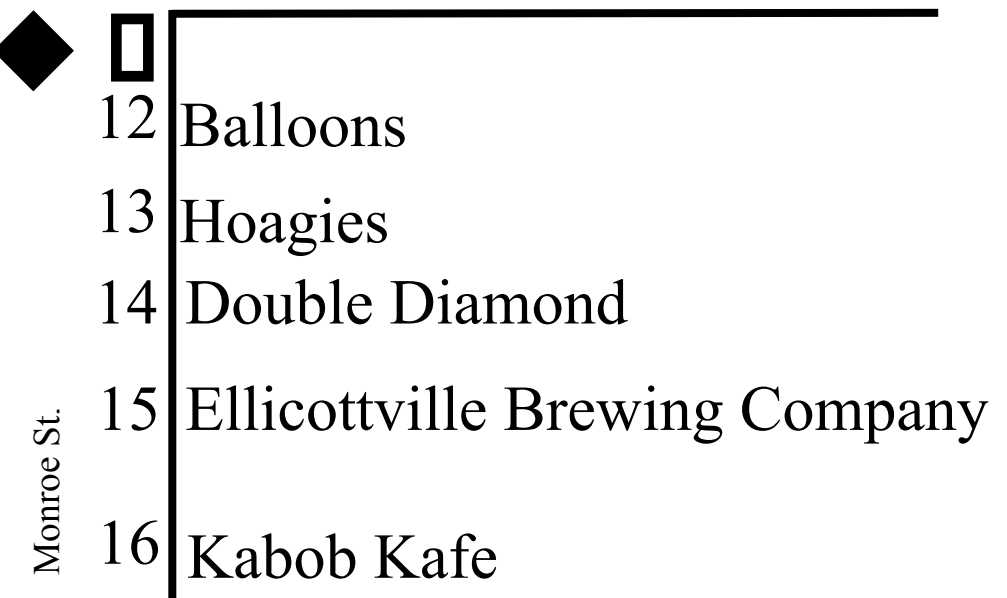 12 Balloons
13 Hoagies
14 Double Diamond
15 Ellicottville Brewing Company
16 Kabob Kafe
Monroe St.